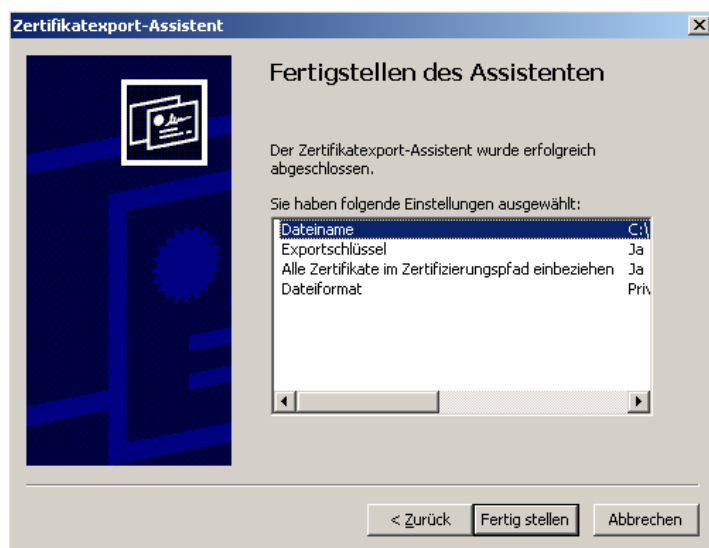 Zertifikatexport-Assistent
Fertigstellen des Assistenten
Der Zertifikatexport-Assistent wurde erfolgreich
abgeschlossen.
Sie haben folgende Einstellungen ausgewählt:
Dateiname C:\
Exportschlüssel Ja
Alle Zertifikate im Zertifizierungspfad einbeziehen Ja
Dateiformat Priv
< Zurück Fertig stellen Abbrechen